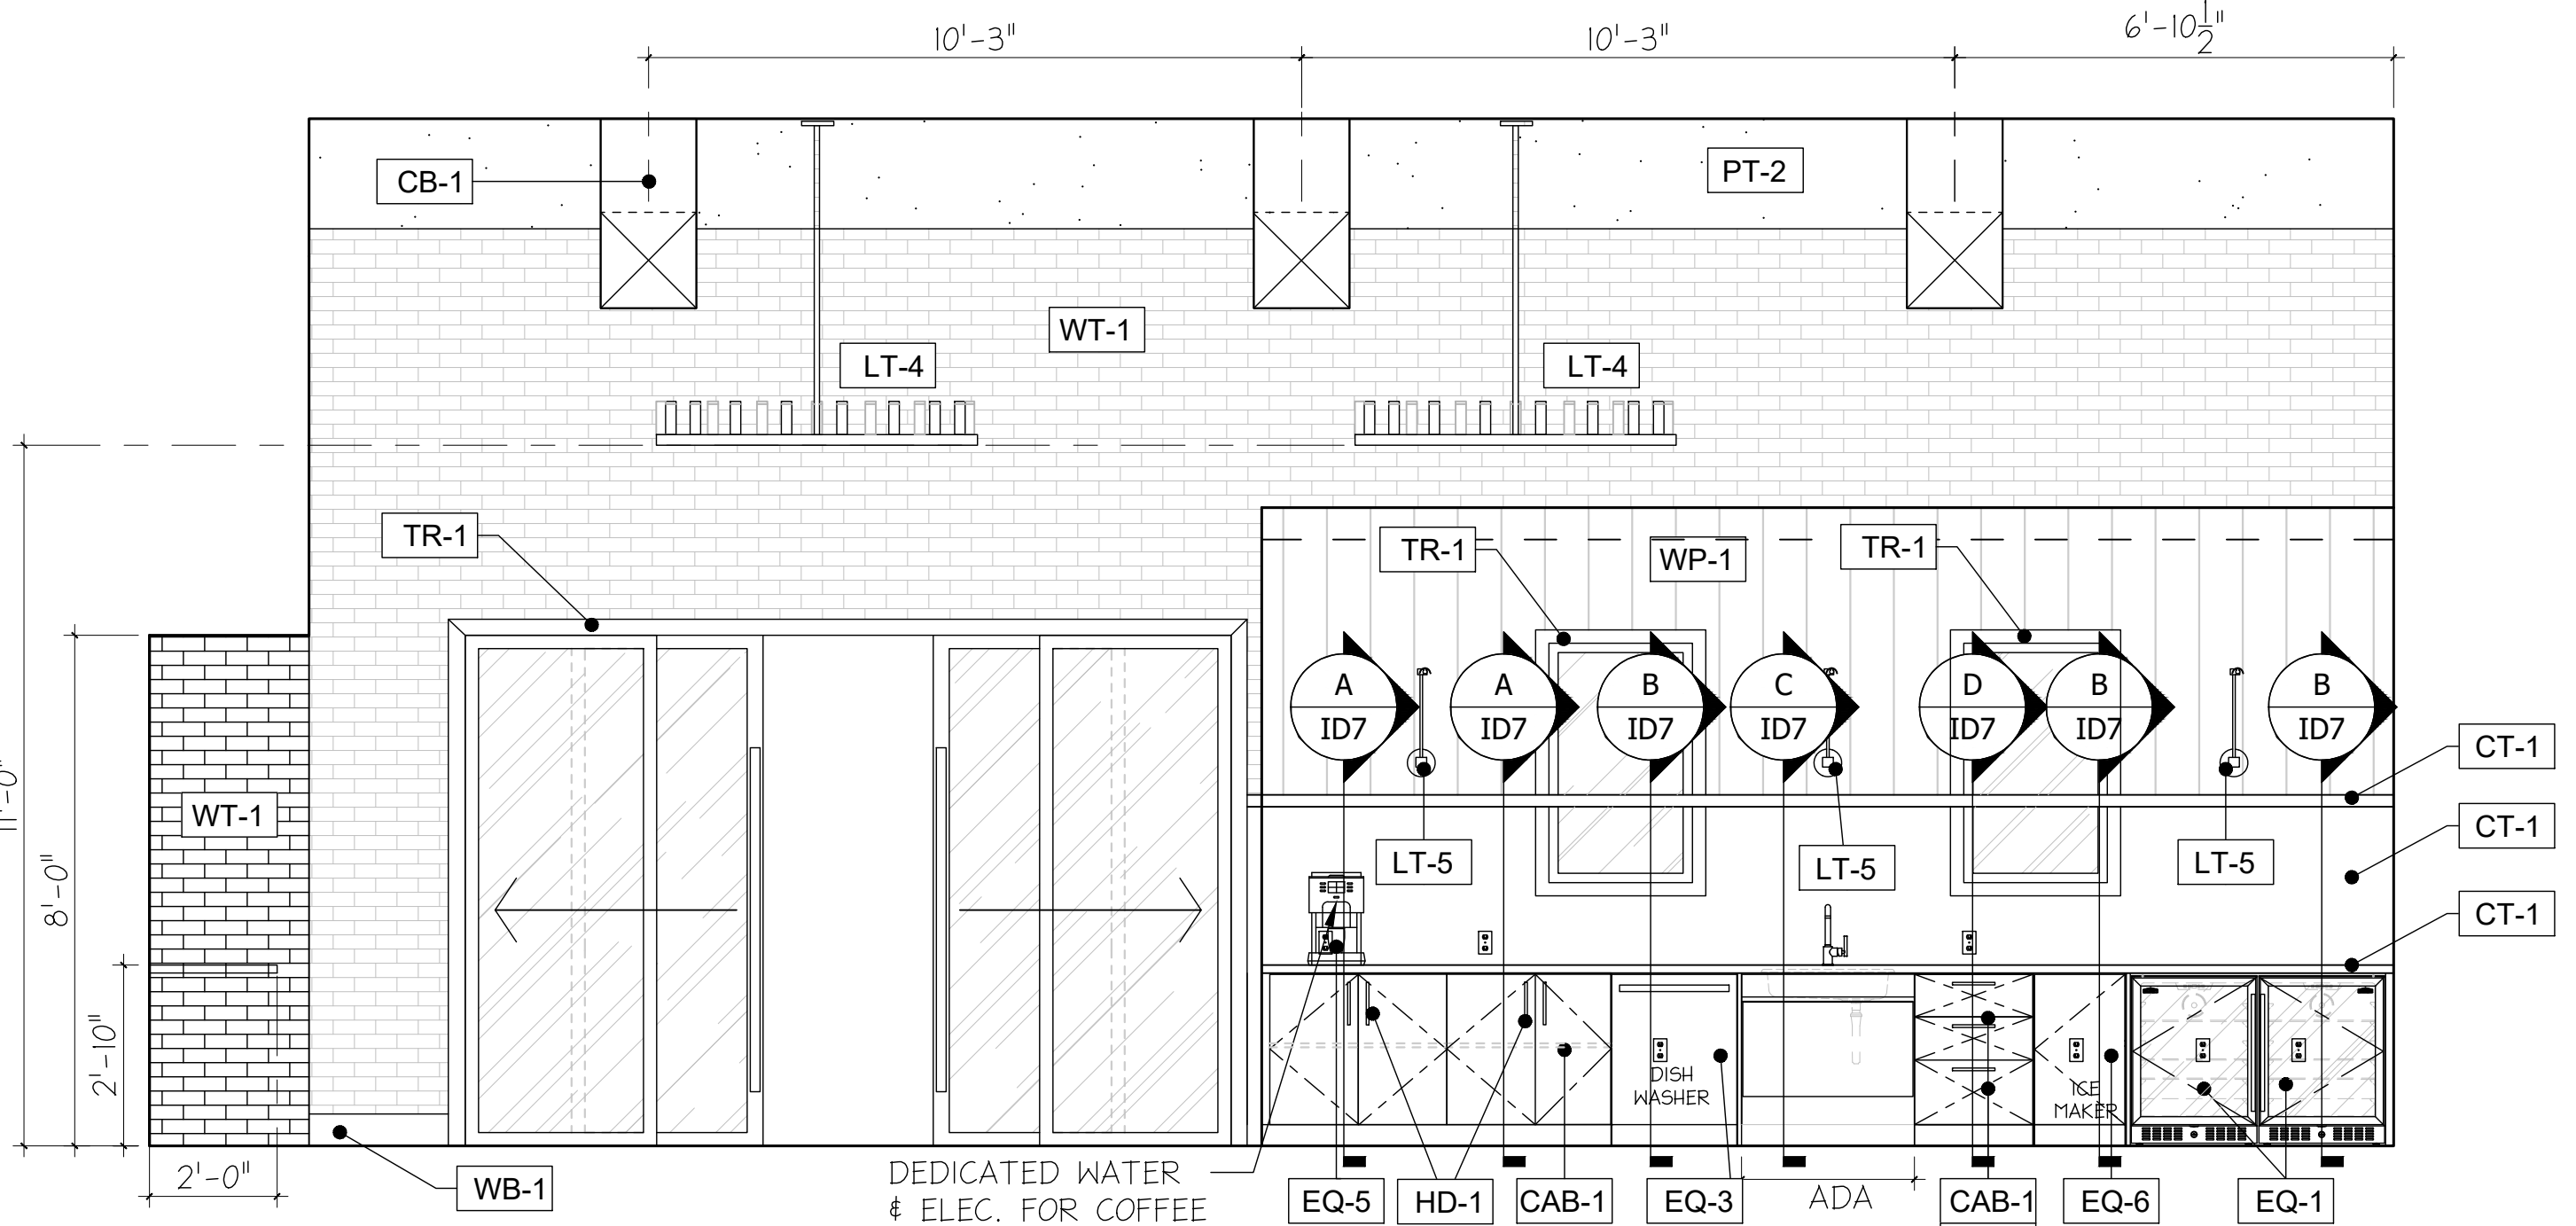 10'-3"
10'-3"
6'-10 1/2"
CB-1
PT-2
WT-1
LT-4
LT-4
TR-1
TR-1
WP-1
TR-1
A
ID7
A
ID7
B
ID7
C
ID7
D
ID7
B
ID7
B
ID7
CT-1
11'-0"
WT-1
CT-1
8'-0"
LT-5
LT-5
LT-5
CT-1
2'-10"
DISH
WASHER
ICE
MAKER
2'-0"
WB-1
DEDICATED WATER
& ELEC. FOR COFFEE
EQ-5
HD-1
CAB-1
EQ-3
ADA
CAB-1
EQ-6
EQ-1